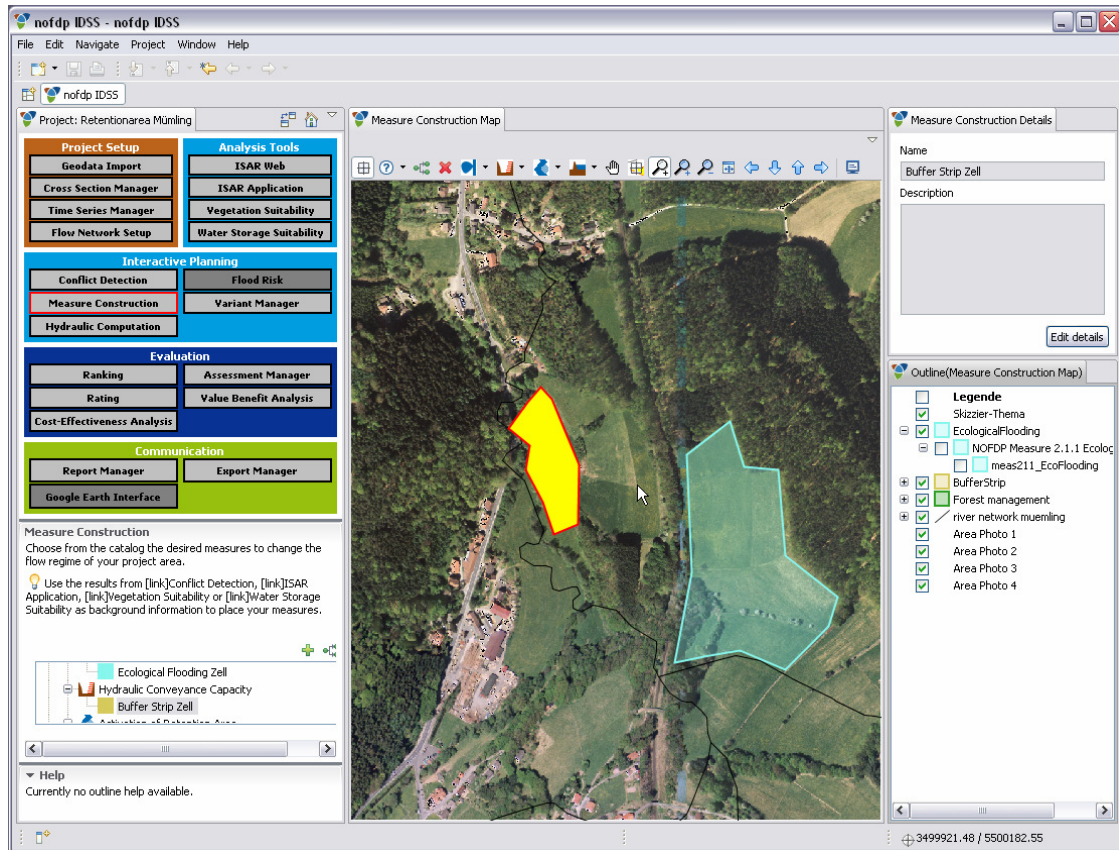 nofdp IDSS - nofdp IDSS
File Edit Navigate Project Window Help
nofdp IDSS
Project: Retentionarea Mümling
Project Setup
Geodata Import
Cross Section Manager
Time Series Manager
Flow Network Setup
Analysis Tools
ISAR Web
ISAR Application
Vegetation Suitability
Water Storage Suitability
Interactive Planning
Conflict Detection
Flood Risk
Measure Construction
Variant Manager
Hydraulic Computation
Evaluation
Ranking
Assessment Manager
Rating
Value Benefit Analysis
Cost-Effectiveness Analysis
Communication
Report Manager
Export Manager
Google Earth Interface
Measure Construction
Choose from the catalog the desired measures to change the
flow regime of your project area.
Use the results from [link]Conflict Detection, [link]ISAR
Application, [link]Vegetation Suitability or [link]Water Storage
Suitability as background information to place your measures.
Ecological Flooding Zell
Hydraulic Conveyance Capacity
Buffer Strip Zell
Activation of Retention Area
Help
Currently no outline help available.
Measure Construction Map
Measure Construction Details
Name
Buffer Strip Zell
Description
Edit details
Outline(Measure Construction Map)
Legende
Skizzier-Thema
EcologicalFlooding
NOFDP Measure 2.1.1 Ecolog
meas211_EcoFlooding
BufferStrip
Forest management
river network muemling
Area Photo 1
Area Photo 2
Area Photo 3
Area Photo 4
3499921.48 / 5500182.55